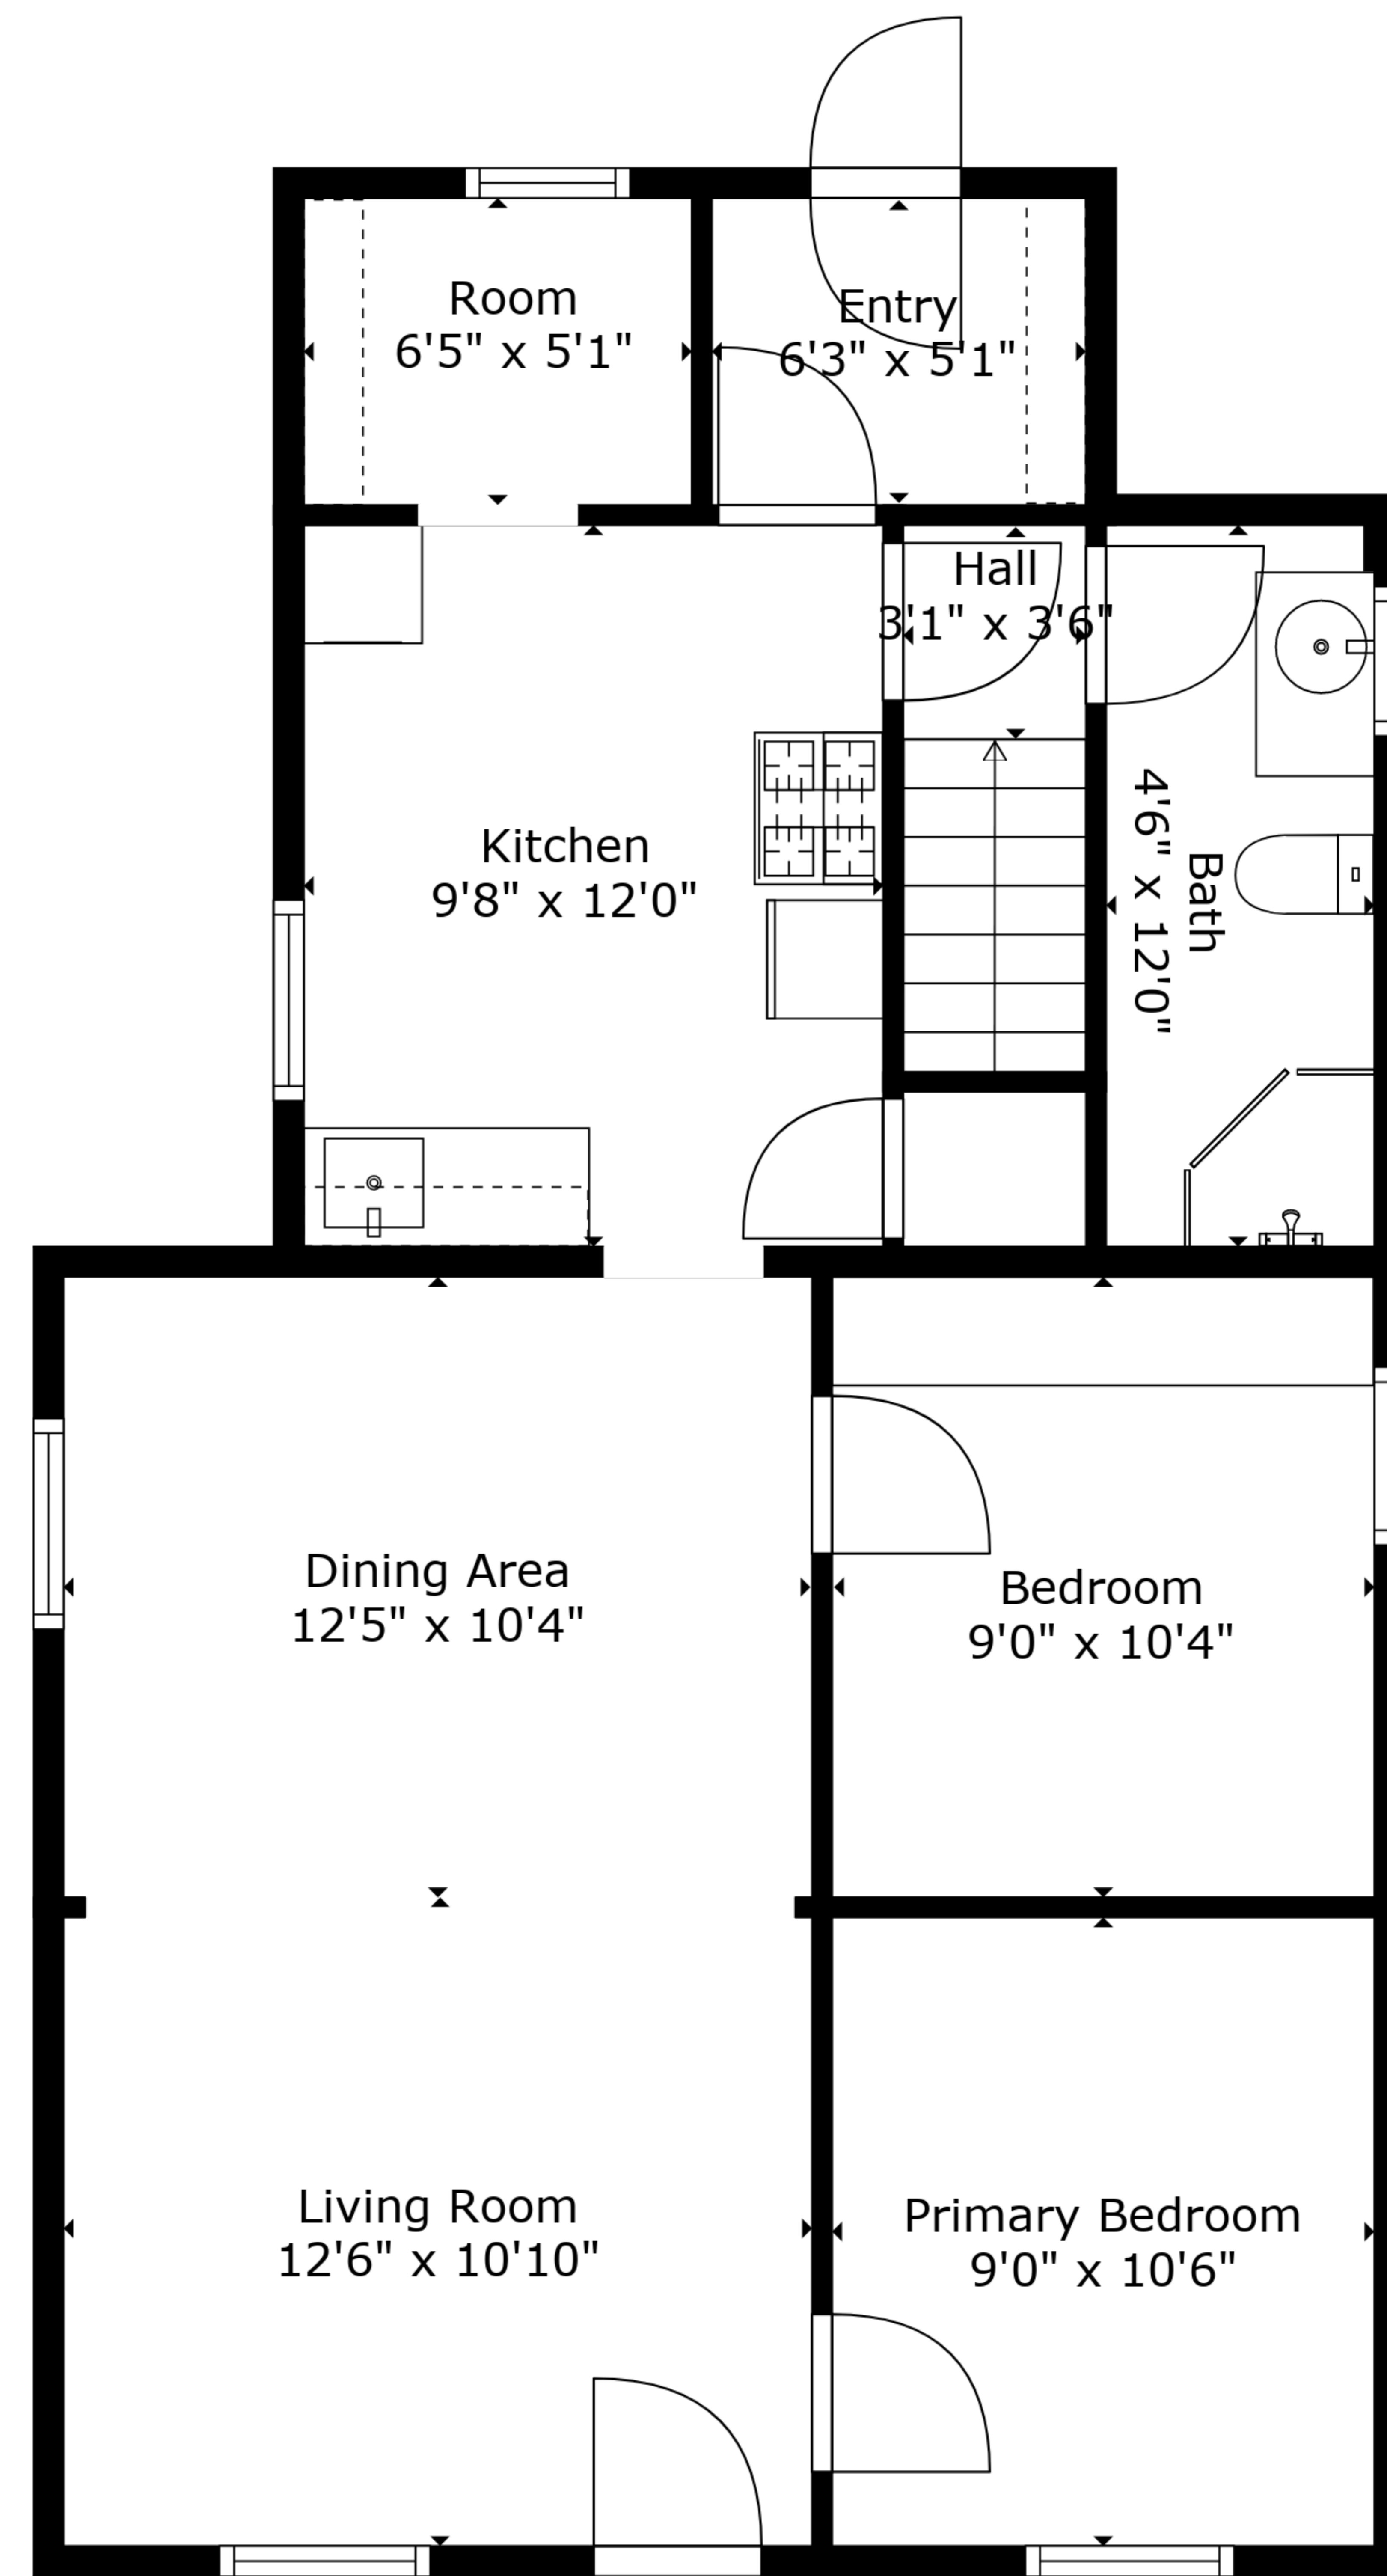 Room
6'5" x 5'1"
Entry
6'3" x 5'1"
Hall
3'1" x 3'6"
Kitchen
9'8" x 12'0"
Bath
4'6" x 12'0"
Dining Area
12'5" x 10'4"
Bedroom
9'0" x 10'4"
Living Room
12'6" x 10'10"
Primary Bedroom
9'0" x 10'6"